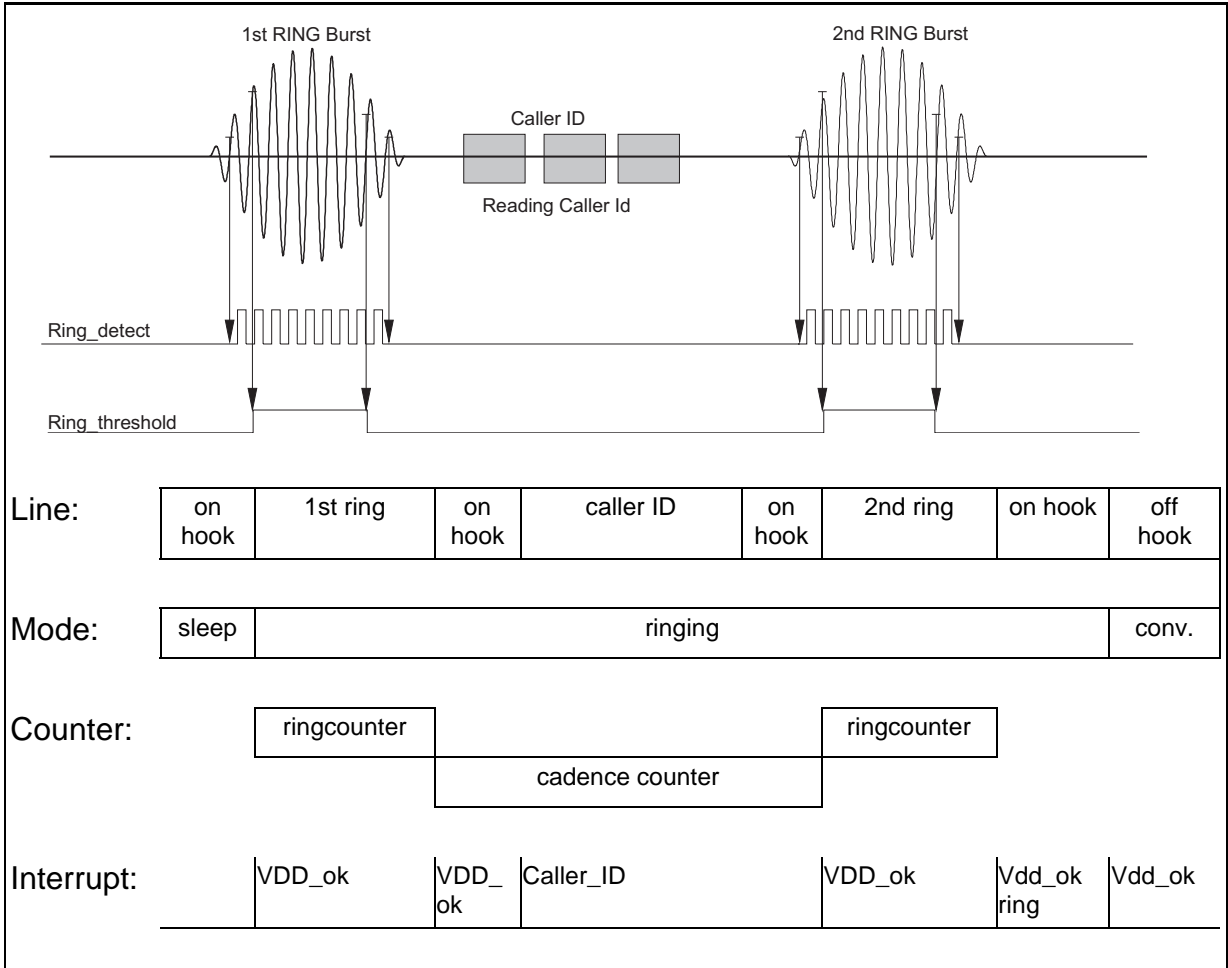 1st RING Burst
2nd RING Burst
Caller ID
Reading Caller Id
Ring_detect
Ring_threshold
Line:
on
hook
1st ring
on
hook
caller ID
on
hook
2nd ring
on hook
off
hook
Mode:
sleep
ringing
conv.
Counter:
ringcounter
ringcounter
cadence counter
Interrupt:
VDD_ok
VDD_
ok
Caller_ID
VDD_ok
Vdd_ok
ring
Vdd_ok